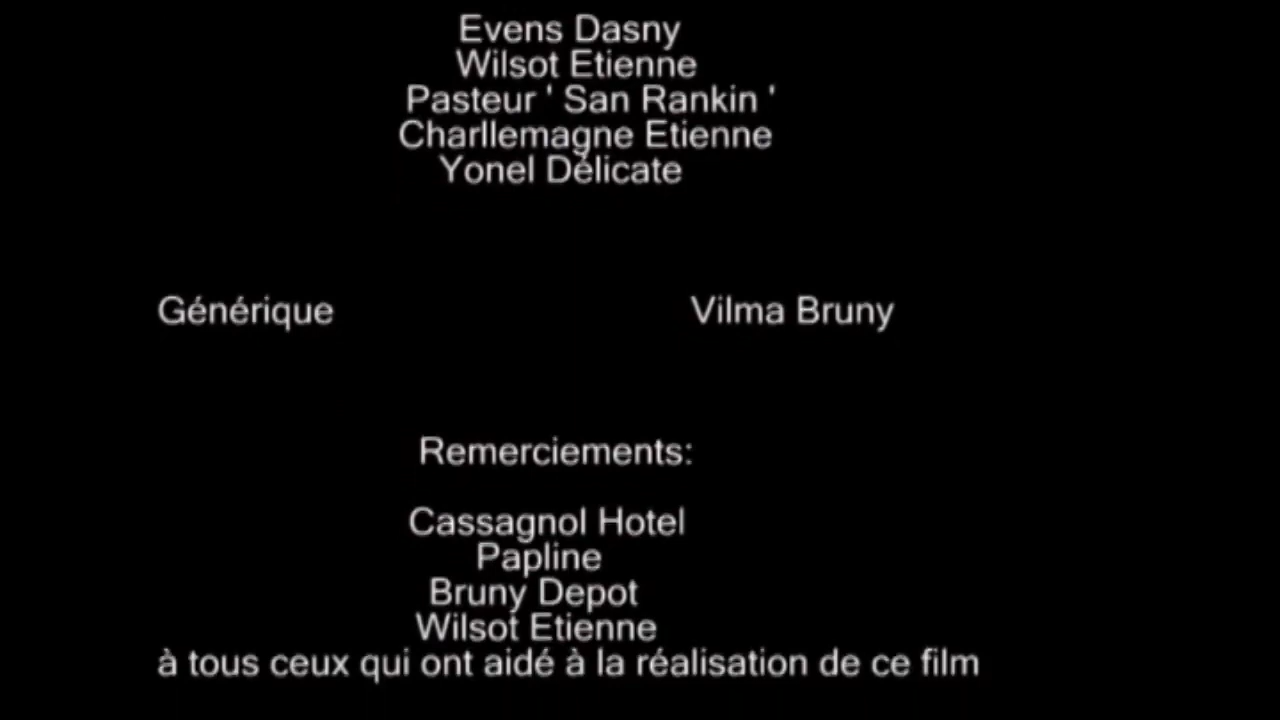 Evens Dasny
Wilsot Etienne
Pasteur ' San Rankin '
Charllemagne Etienne
Yonel Délicate
Générique Vilma Bruny
Remerciements:
Cassagnol Hotel
Papline
Bruny Depot
Wilsot Etienne
à tous ceux qui ont aidé à la réalisation de ce film